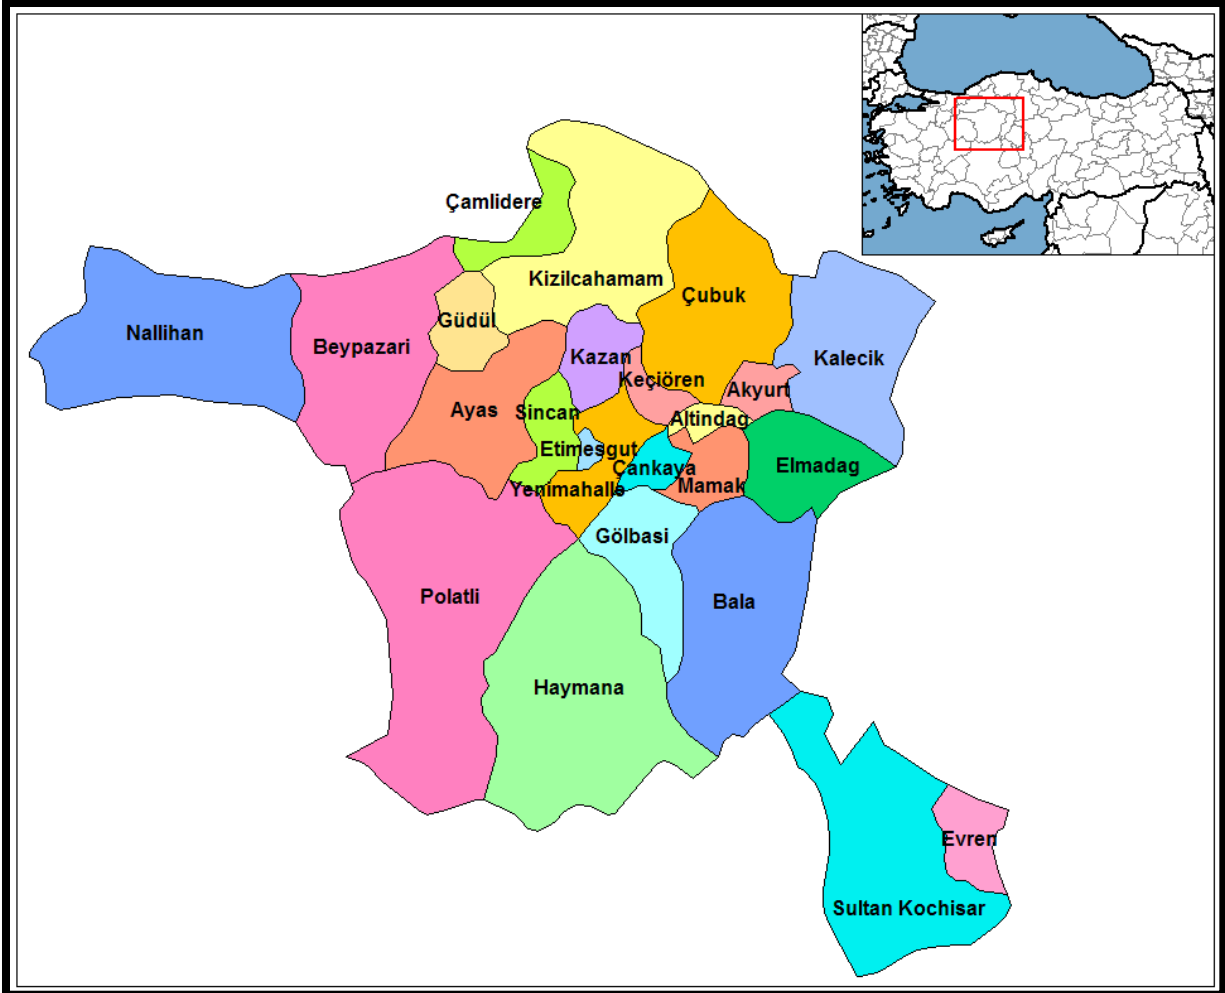 Çamlidere
Kizilcahamam
Çubuk
Güdül
Nallihan
Beypazari
Kazan
Kalecik
Keçiören
Akyurt
Ayas
Sincan
Altindag
Etimesgut
Elmadag
Çankaya
Mamak
Yenimahalle
Gölbasi
Polatli
Bala
Haymana
Evren
Sultan Kochisar